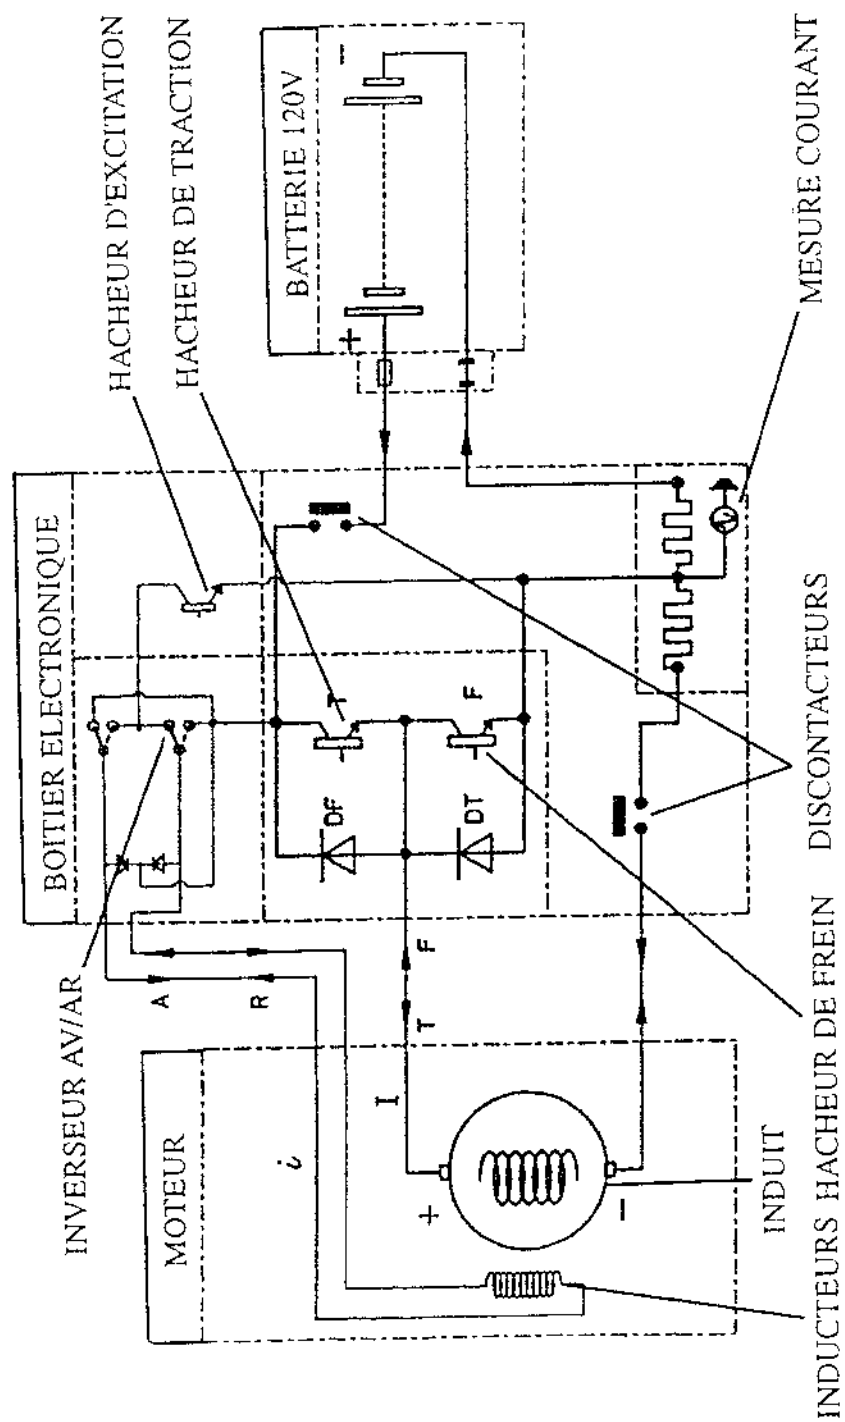 INVERSEUR AV/AR
BOITIER ELECTRONIQUE
HACHEUR D'EXCITATION
HACHEUR DE TRACTION
MOTEUR
BATTERIE 120V
i
A
R
I
T
F
DF
DT
T
F
+
-
+
-
INDUIT
INDUCTEURS
HACHEUR DE FREIN
DISCONTACTEURS
MESURE COURANT